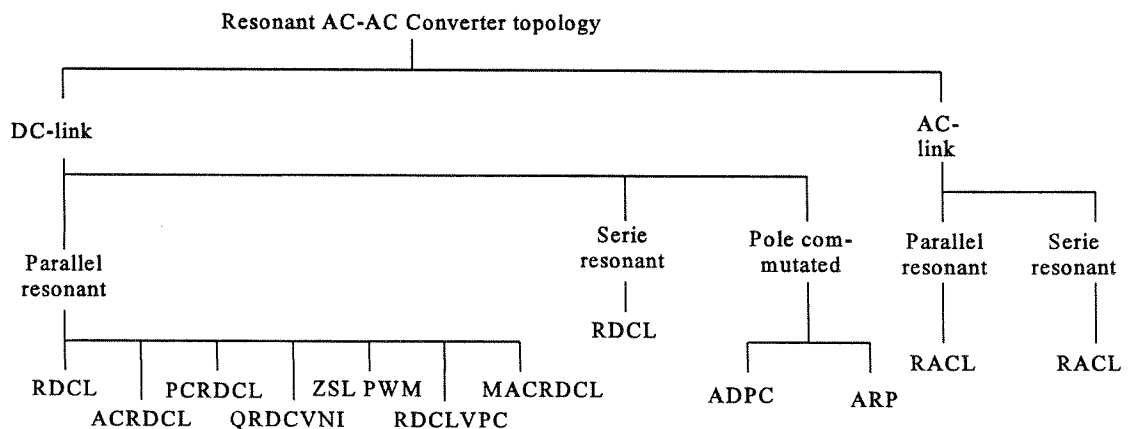 Resonant AC-AC Converter topology
DC-link
AC-
link
Parallel
resonant
Serie
resonant
Pole com-
mutated
Parallel
resonant
Serie
resonant
RDCL
RDCL
ACRDCL
PCRDCL
QRDCVNI
ZSL PWM
RDCLVPC
MACRDCL
ADPC
ARP
RACL
RACL